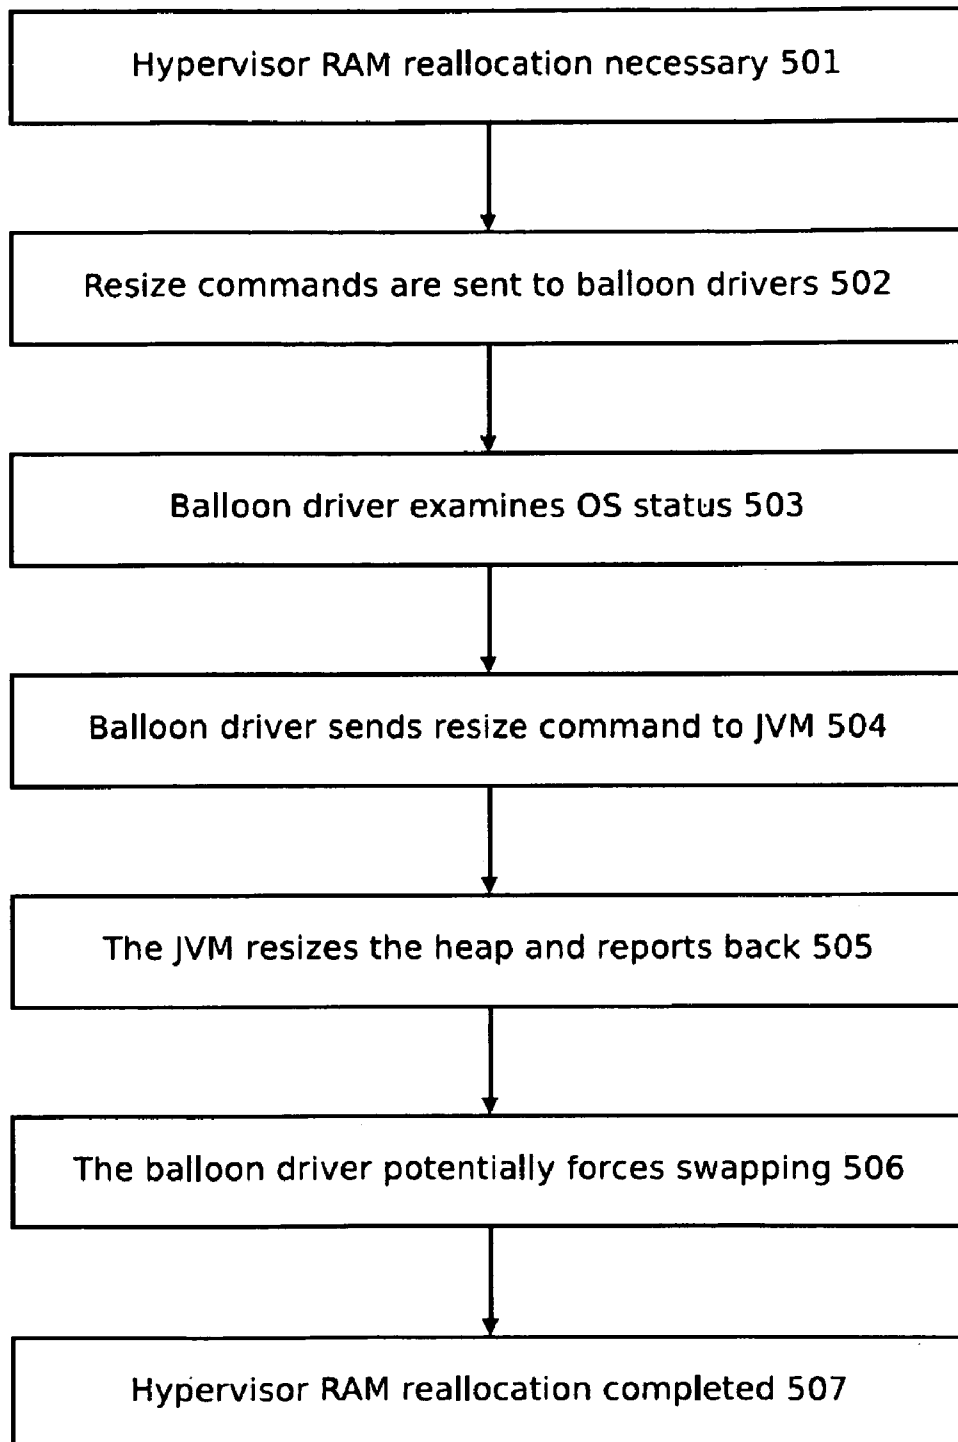 Hypervisor RAM reallocation necessary 501
Resize commands are sent to balloon drivers 502
Balloon driver examines OS status 503
Balloon driver sends resize command to JVM 504
The JVM resizes the heap and reports back 505
The balloon driver potentially forces swapping 506
Hypervisor RAM reallocation completed 507